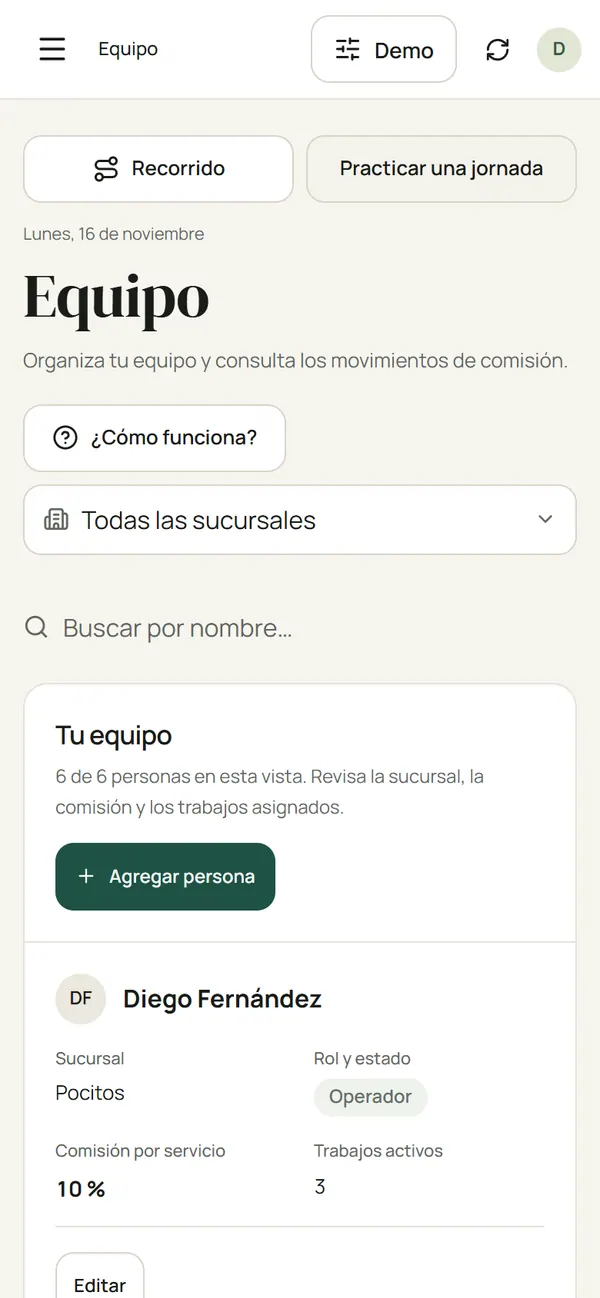 Equipo
Demo
D
Recorrido
Practicar una jornada
Lunes, 16 de noviembre
Equipo
Organiza tu equipo y consulta los movimientos de comisión.
¿Cómo funciona?
Todas las sucursales
Buscar por nombre...
Tu equipo
6 de 6 personas en esta vista. Revisa la sucursal, la
comisión y los trabajos asignados.
+ Agregar persona
DF
Diego Fernández
Sucursal
Rol y estado
Pocitos
Operador
Comisión por servicio
Trabajos activos
10 %
3
Editar